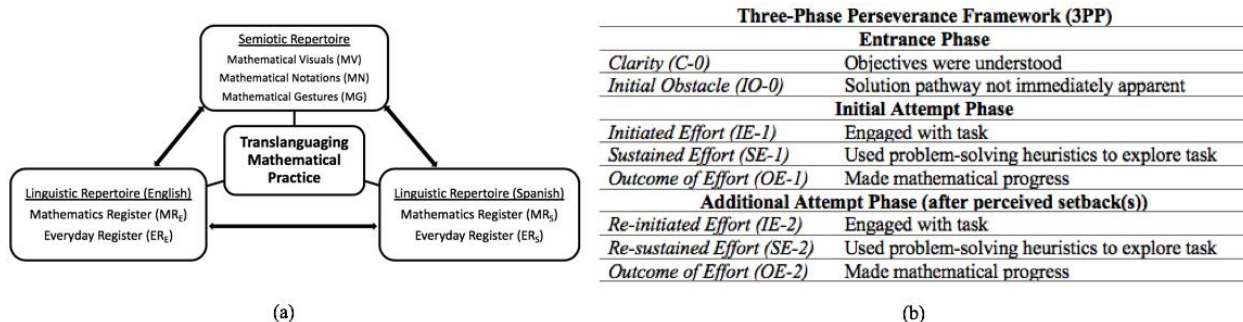 Semiotic Repertoire
Mathematical Visuals (MV)
Mathematical Notations (MN)
Mathematical Gestures (MG)
Translanguaging
Mathematical
Practice
Linguistic Repertoire (English)
Mathematics Register (MR_E)
Everyday Register (ER_E)
Linguistic Repertoire (Spanish)
Mathematics Register (MR_S)
Everyday Register (ER_S)
(a)
Three-Phase Perseverance Framework (3PP)
Entrance Phase
Clarity (C-0) Objectives were understood
Initial Obstacle (IO-0) Solution pathway not immediately apparent
Initial Attempt Phase
Initiated Effort (IE-1) Engaged with task
Sustained Effort (SE-1) Used problem-solving heuristics to explore task
Outcome of Effort (OE-1) Made mathematical progress
Additional Attempt Phase (after perceived setback(s))
Re-initiated Effort (IE-2) Engaged with task
Re-sustained Effort (SE-2) Used problem-solving heuristics to explore task
Outcome of Effort (OE-2) Made mathematical progress
(b)